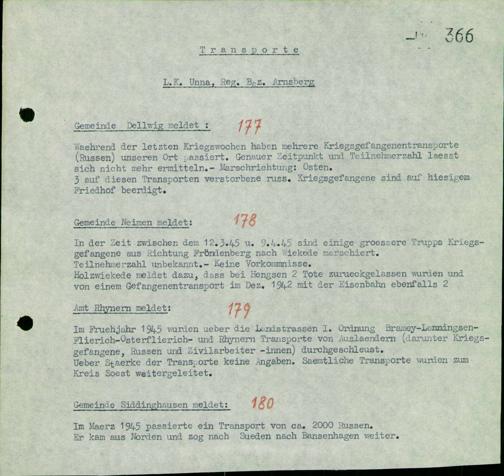 366
Transporte
L.K. Unna, Reg. Bez. Arnsberg
Gemeinde Dellwig meldet : 177
Waehrend der letzten Kriegswochen haben mehrere Kriegsgefangenentransporte
(Russen) unseren Ort passiert. Genauer Zeitpunkt und Teilnehmerzahl laesst
sich nicht mehr ermitteln.- Marschrichtung: Osten.
3 auf diesen Transporten verstorbene russ. Kriegsgefangene sind auf hiesigem
Friedhof beerdigt.
Gemeinde Neimen meldet: 178
In der Zeit zwischen dem 12.3.45 u. 9.4.45 sind einige groessere Trupps Kriegs-
gefangene aus Richtung Fröndenberg nach Wickede marschiert.
Teilnehmerzahl unbekannt.- Keine Vorkommnisse.
Holzwickede meldet dazu, dass bei Hengsen 2 Tote zurueckgelassen wurden und
von einem Gefangenentransport im Dez. 1942 mit der Eisenbahn ebenfalls 2
Amt Rhynern meldet: 179
Im Fruehjahr 1945 wurden ueber die Landstrassen I. Ordnung Bramey-Lenningsen-
Flierich-Osterflierich- und Rhynern Transporte von Auslaendern (darunter Kriegs-
gefangene, Russen und Zivilarbeiter -innen) durchgeschleust.
Ueber Staerke der Transporte keine Angaben. Saemtliche Transporte wurden zum
Kreis Soest weitergeleitet.
Gemeinde Siddinghausen meldet: 180
Im Maerz 1945 passierte ein Transport von ca. 2000 Russen.
Er kam aus Norden und zog nach Sueden nach Bansenhagen weiter.